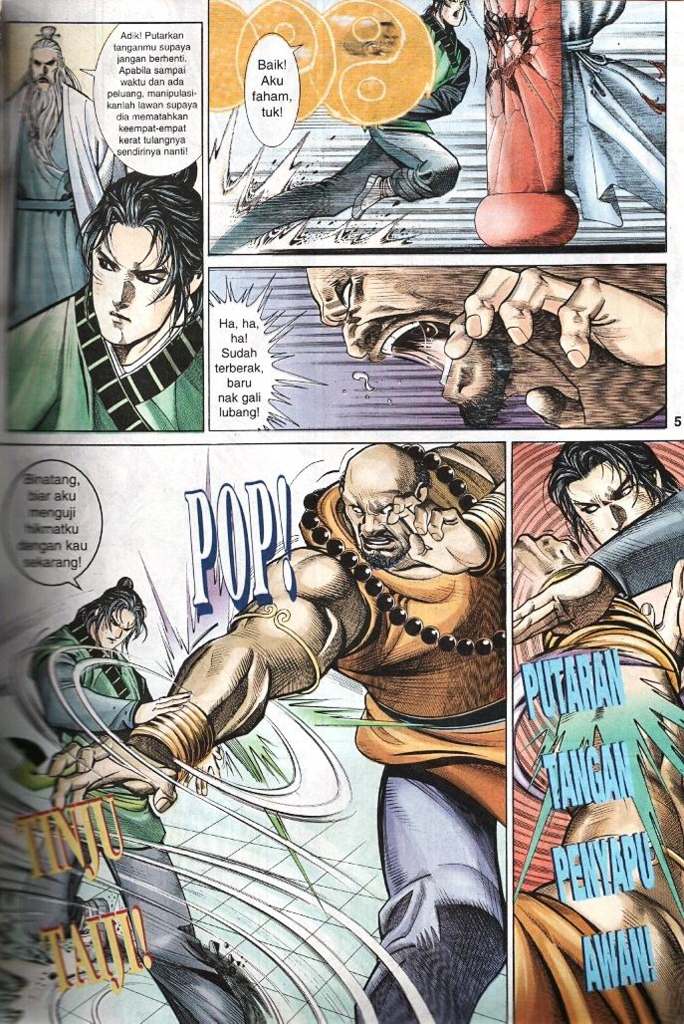 Adik! Putarkan
tanganmu supaya
jangan berhenti.
Apabila sampai
waktu dan ada
peluang, manipulasi-
kanlah lawan supaya
dia mematahkan
keempat-empat
kerat tulangnya
sendirinya nanti!
Baik!
Aku
faham,
tuk!
Ha, ha,
ha!
Sudah
terberak,
baru
nak gali
lubang!
5
Binatang,
biar aku
menguji
hikmatku
dengan kau
sekarang!
POP!
TINJU
TAIJI!
PUTARAN
TANGAN
PENYAPU
AWAN!